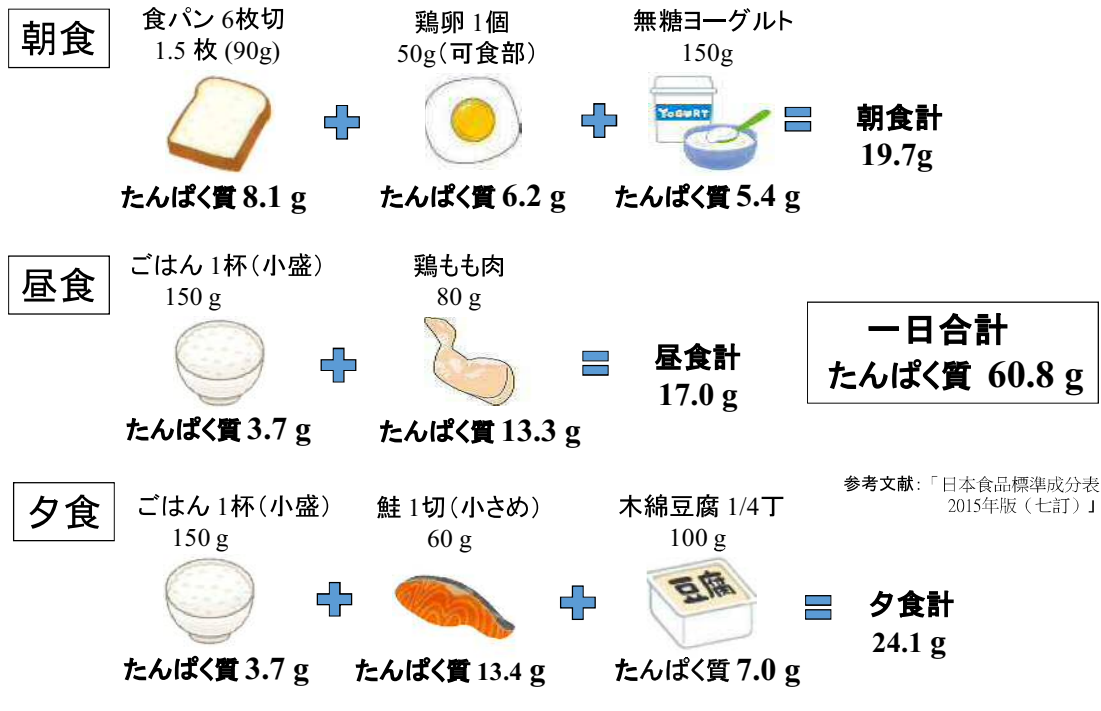 朝食
食パン 6枚切
1.5 枚 (90g)
鶏卵 1個
50g(可食部)
無糖ヨーグルト
150g
YOGURT
たんぱく質 8.1 g
たんぱく質 6.2 g
たんぱく質 5.4 g
朝食計
19.7g
昼食
ごはん 1杯(小盛)
150 g
鶏もも肉
80 g
たんぱく質 3.7 g
たんぱく質 13.3 g
昼食計
17.0 g
一日合計
たんぱく質 60.8 g
参考文献:「日本食品標準成分表
2015年版(七訂)」
夕食
ごはん 1杯(小盛)
150 g
鮭 1切(小さめ)
60 g
木綿豆腐 1/4丁
100 g
豆腐
たんぱく質 3.7 g
たんぱく質 13.4 g
たんぱく質 7.0 g
夕食計
24.1 g